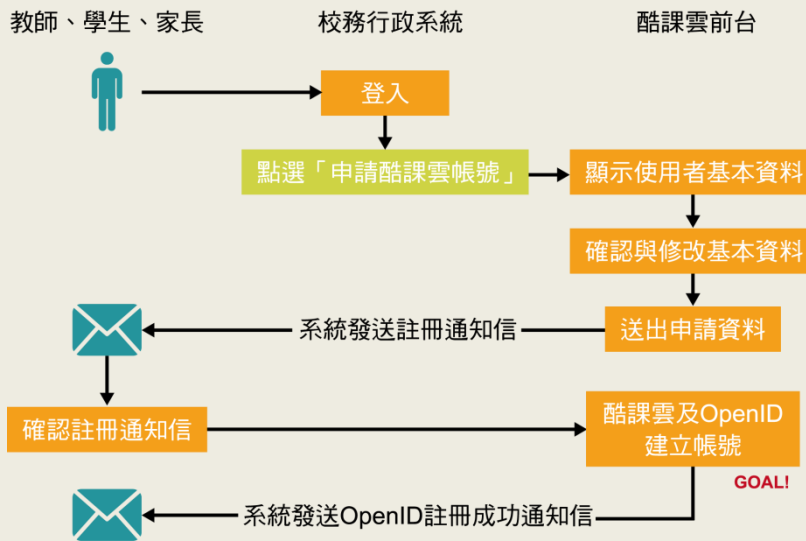 教師、學生、家長
校務行政系統
酷課雲前台
登入
點選「申請酷課雲帳號」
顯示使用者基本資料
確認與修改基本資料
系統發送註冊通知信
送出申請資料
確認註冊通知信
酷課雲及OpenID
建立帳號
GOAL!
系統發送OpenID註冊成功通知信